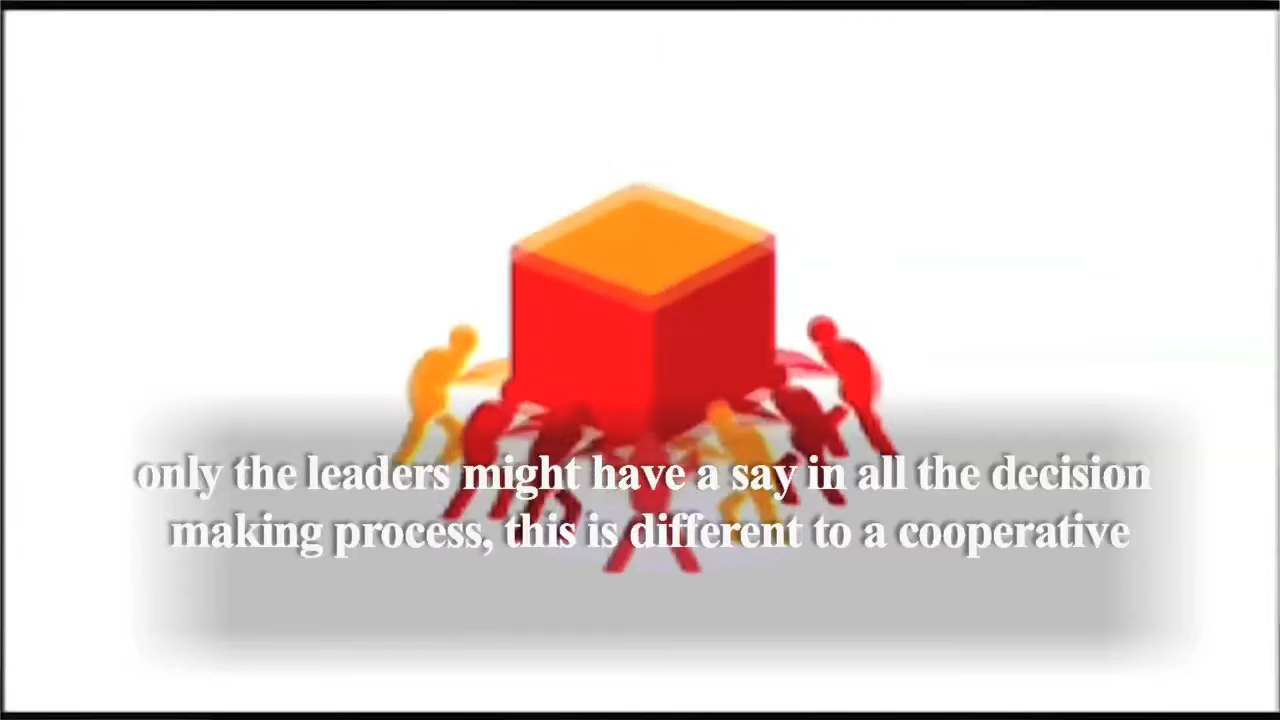 only the leaders might have a say in all the decision
making process, this is different to a cooperative